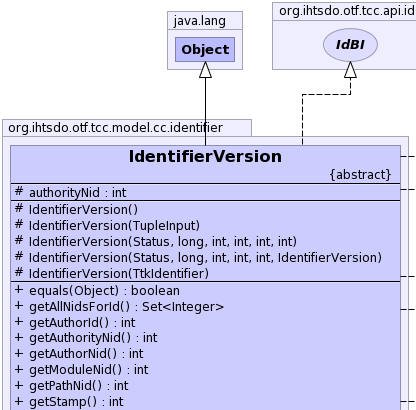 java.lang
org.ihtsdo.otf.tcc.api.id
Object
IdBI
org.ihtsdo.otf.tcc.model.cc.identifier
IdentifierVersion
{abstract}
# authorityNid : int
# IdentifierVersion()
# IdentifierVersion(TupleInput)
# IdentifierVersion(Status, long, int, int, int, int)
# IdentifierVersion(Status, long, int, int, int, IdentifierVersion)
# IdentifierVersion(TtkIdentifier)
+ equals(Object) : boolean
+ getAllNidsForId() : Set<Integer>
+ getAuthorId() : int
+ getAuthorityNid() : int
+ getAuthorNid() : int
+ getModuleNid() : int
+ getPathNid() : int
+ getStamp() : int